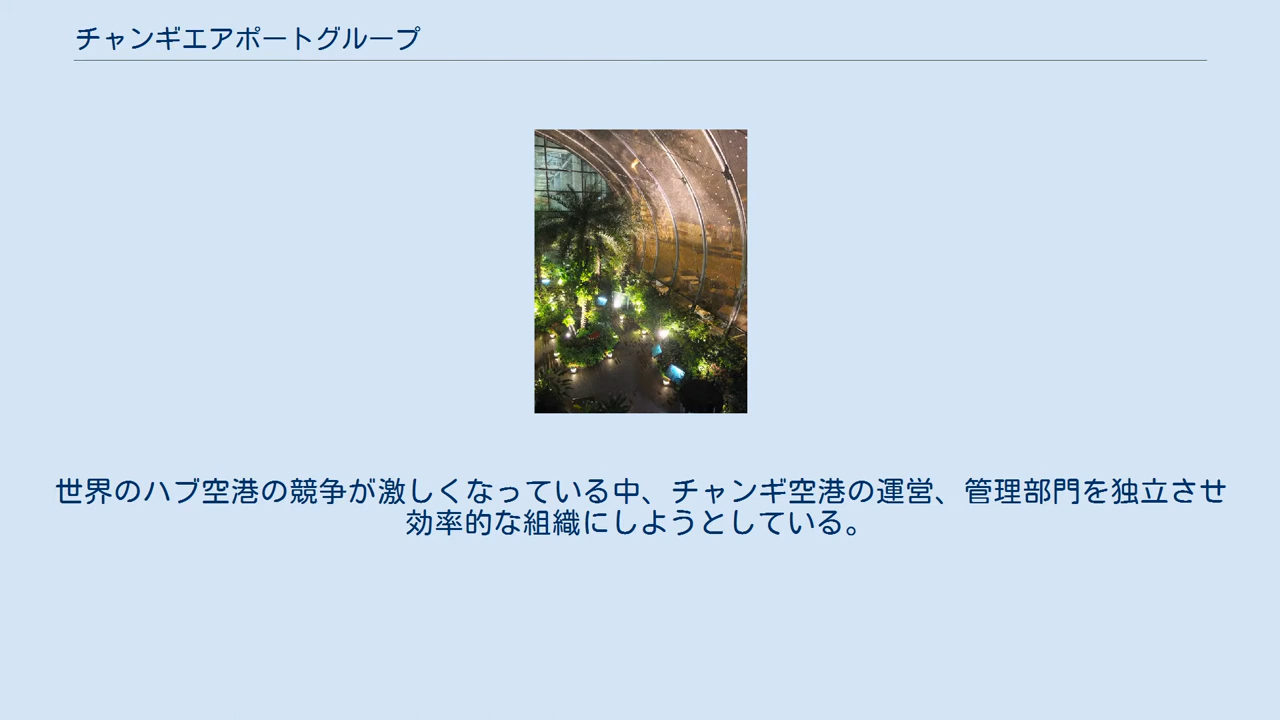 チャンギエアポートグループ
世界のハブ空港の競争が激しくなっている中、チャンギ空港の運営、管理部門を独立させ
効率的な組織にしようとしている。